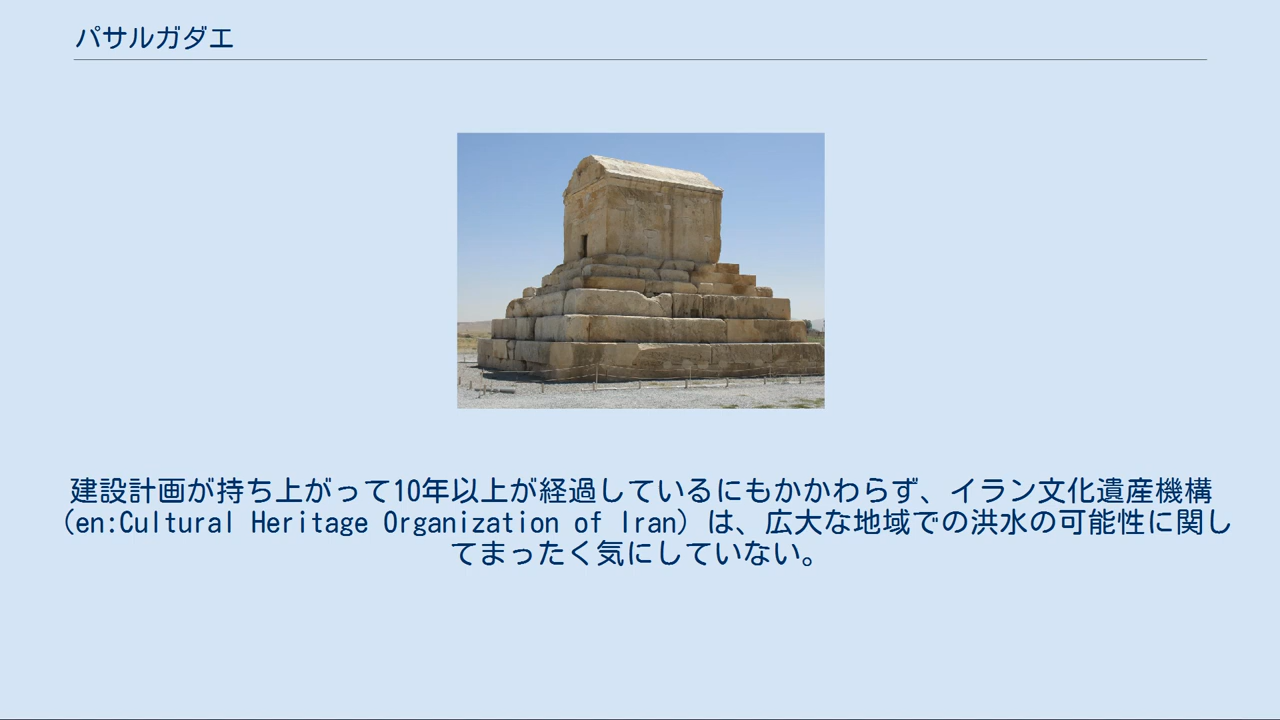 パサルガダエ
建設計画が持ち上がって10年以上が経過しているにもかかわらず、イラン文化遺産機構
(en:Cultural Heritage Organization of Iran) は、広大な地域での洪水の可能性に関し
てまったく気にしていない。